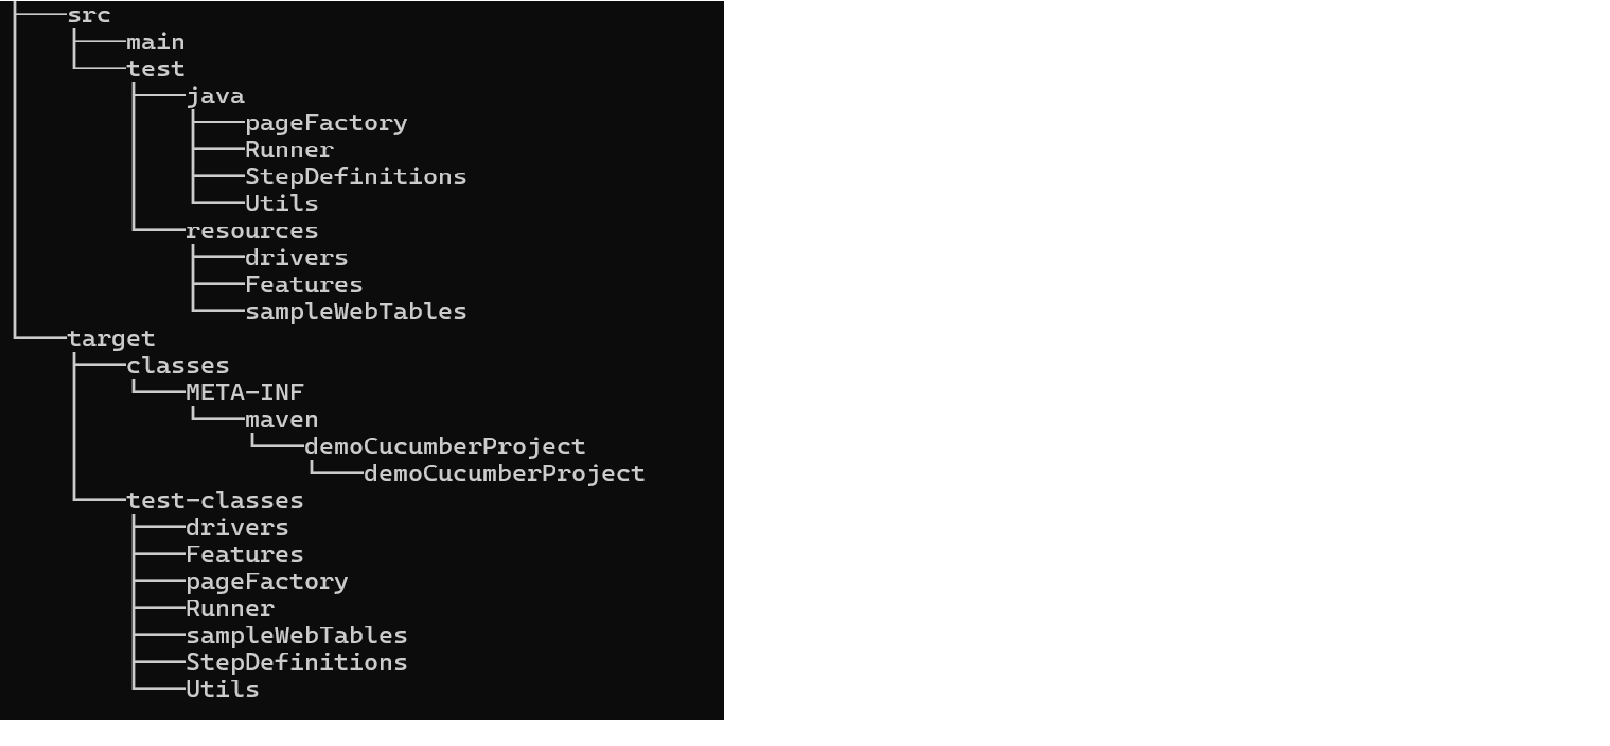 src
main
test
java
pageFactory
Runner
StepDefinitions
Utils
resources
drivers
Features
sampleWebTables
target
classes
META-INF
maven
demoCucumberProject
demoCucumberProject
test-classes
drivers
Features
pageFactory
Runner
sampleWebTables
StepDefinitions
Utils